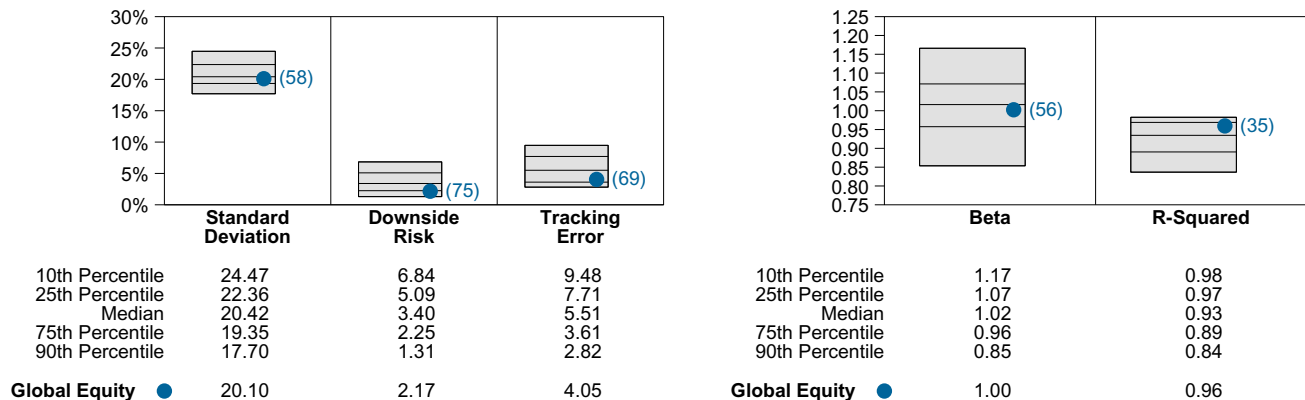 30%
25%
20%
15%
10%
5%
0%
(58)
(75)
(69)
Standard Deviation
Downside Risk
Tracking Error
10th Percentile 24.47 6.84 9.48
25th Percentile 22.36 5.09 7.71
Median 20.42 3.40 5.51
75th Percentile 19.35 2.25 3.61
90th Percentile 17.70 1.31 2.82
Global Equity 20.10 2.17 4.05
1.25
1.20
1.15
1.10
1.05
1.00
0.95
0.90
0.85
0.80
0.75
(56)
(35)
Beta R-Squared
10th Percentile 1.17 0.98
25th Percentile 1.07 0.97
Median 1.02 0.93
75th Percentile 0.96 0.89
90th Percentile 0.85 0.84
Global Equity 1.00 0.96